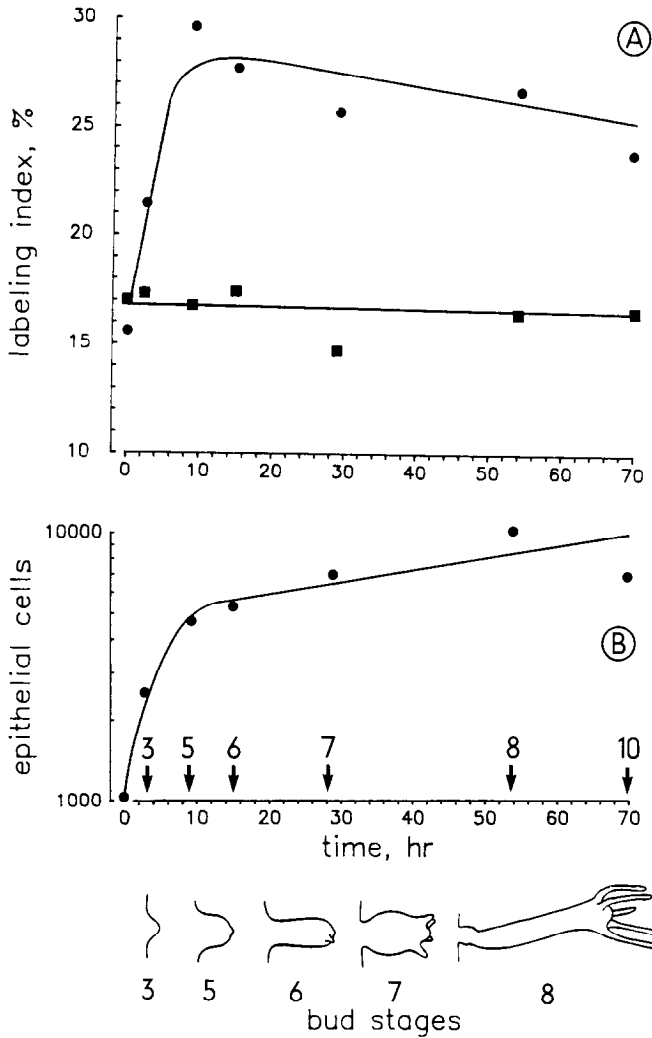 30
25
20
15
10
labeling index, %
A
0 10 20 30 40 50 60 70
10000
1000
epithelial cells
B
3 5 6 7 8 10
0 10 20 30 40 50 60 70
time, hr
3 5 6 7 8
bud stages